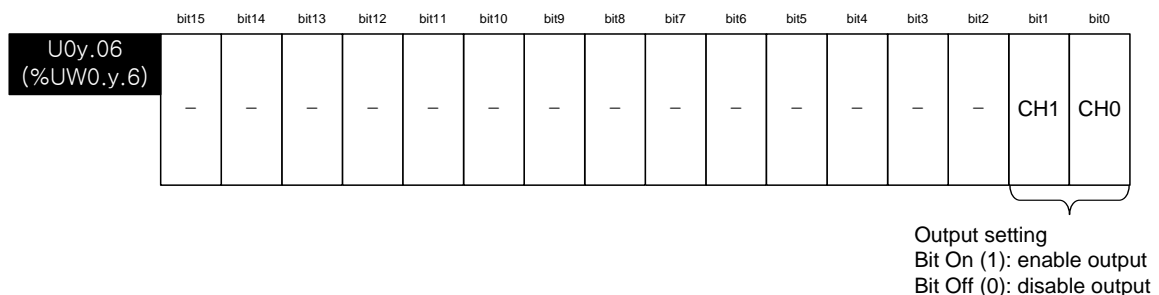 bit15 bit14 bit13 bit12 bit11 bit10 bit9 bit8 bit7 bit6 bit5 bit4 bit3 bit2 bit1 bit0
U0y.06
(%UW0.y.6)
– – – – – – – – – – – – – – CH1 CH0
Output setting
Bit On (1): enable output
Bit Off (0): disable output